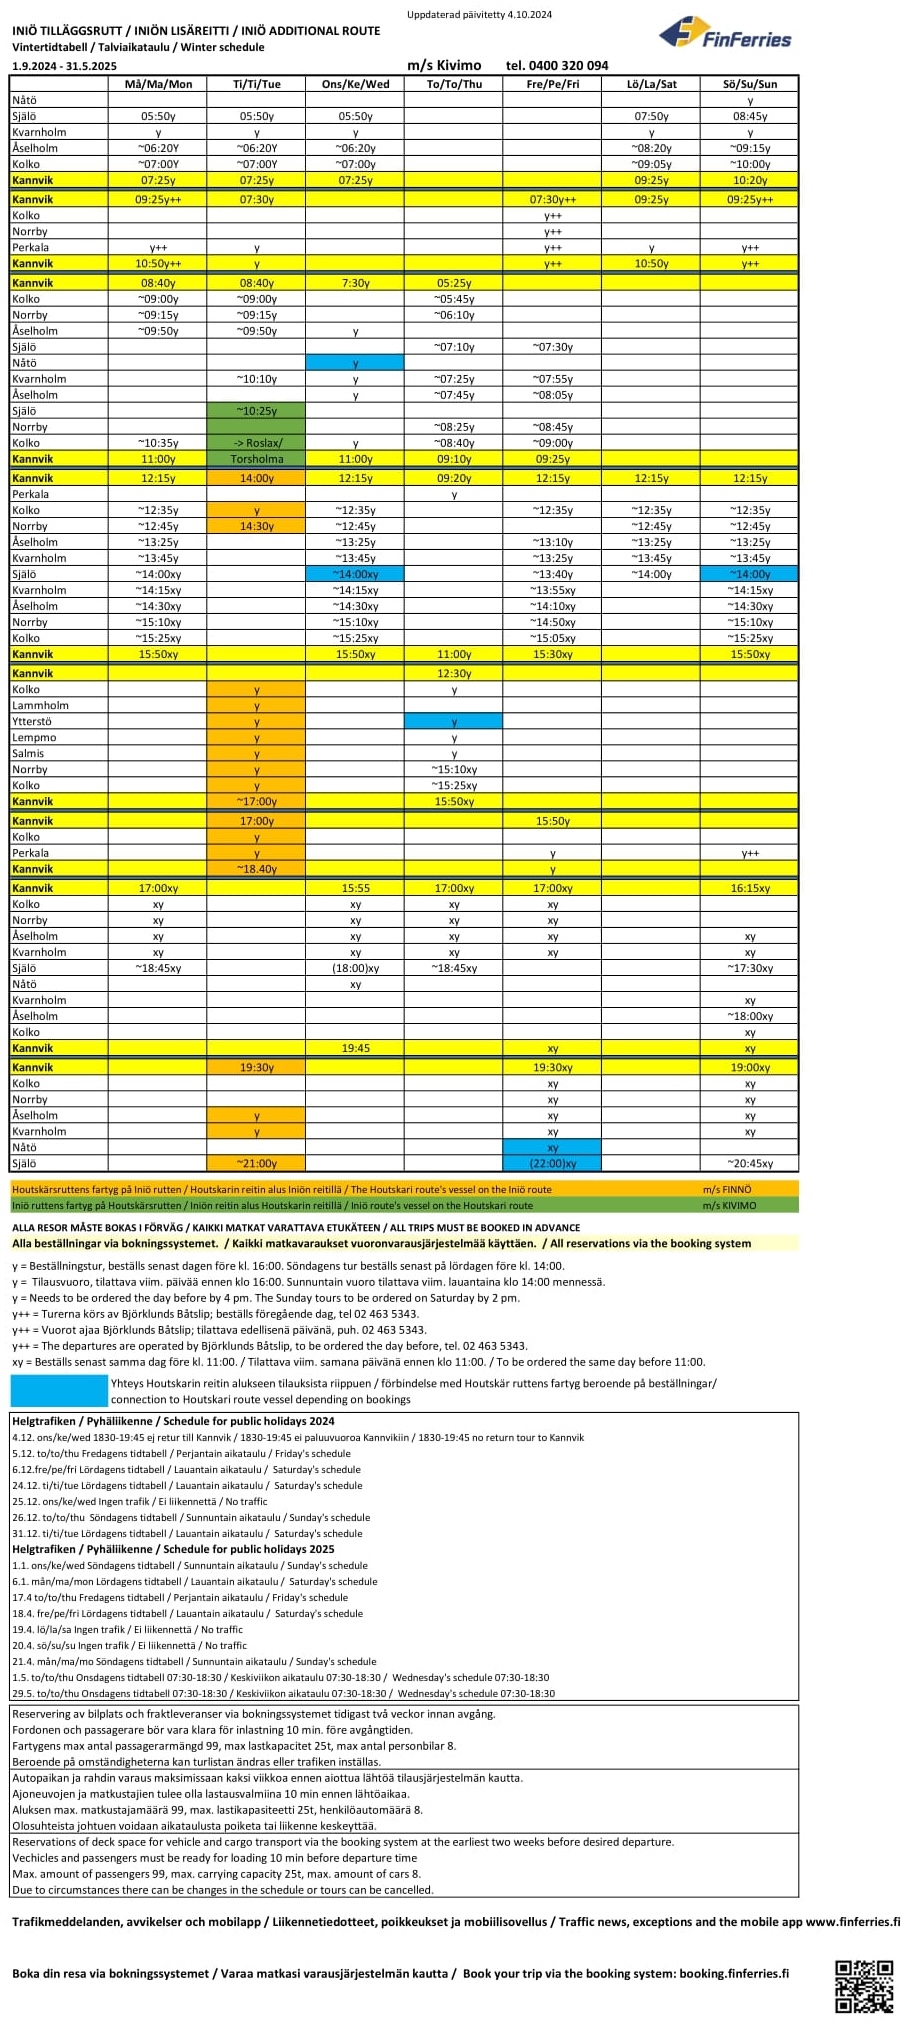 Uppdaterad päivitetty 4.10.2024
INIÖ TILLÄGGSRUTT / INIÖN LISÄREITTI / INIÖ ADDITIONAL ROUTE
FinFerries
Vintertidtabell / Talviaikataulu / Winter schedule
1.9.2024 - 31.5.2025 m/s Kivimo tel. 0400 320 094
Må/Ma/Mon Ti/Ti/Tue Ons/Ke/Wed To/To/Thu Fre/Pe/Fri Lö/La/Sat Sö/Su/Sun
Nåtö y
Själö 05:50y 05:50y 05:50y 07:50y 08:45y
Kvarnholm y y y y y
Åselholm ~06:20Y ~06:20Y ~06:20y ~08:20y ~09:15y
Kolko ~07:00Y ~07:00Y ~07:00y ~09:05y ~10:00y
Kannvik 07:25y 07:25y 07:25y 09:25y 10:20y
Kannvik 09:25y++ 07:30y 07:30y++ 09:25y 09:25y++
Kolko y++
Norrby y++
Perkala y++ y y++ y y++
Kannvik 10:50y++ y y++ 10:50y y++
Kannvik 08:40y 08:40y 7:30y 05:25y
Kolko ~09:00y ~09:00y ~05:45y
Norrby ~09:15y ~09:15y ~06:10y
Åselholm ~09:50y ~09:50y y
Själö ~07:10y ~07:30y
Nåtö y
Kvarnholm ~10:10y y ~07:25y ~07:55y
Åselholm y ~07:45y ~08:05y
Själö ~10:25y
Norrby ~08:25y ~08:45y
Kolko ~10:35y -> Roslax/ y ~08:40y ~09:00y
Kannvik 11:00y Torsholma 11:00y 09:10y 09:25y
Kannvik 12:15y 14:00y 12:15y 09:20y 12:15y 12:15y 12:15y
Perkala y
Kolko ~12:35y y ~12:35y ~12:35y ~12:35y ~12:35y
Norrby ~12:45y 14:30y ~12:45y ~12:45y ~12:45y
Åselholm ~13:25y ~13:25y ~13:10y ~13:25y ~13:25y
Kvarnholm ~13:45y ~13:45y ~13:25y ~13:45y ~13:45y
Själö ~14:00xy ~14:00xy ~13:40y ~14:00y ~14:00y
Kvarnholm ~14:15xy ~14:15xy ~13:55xy ~14:15xy
Åselholm ~14:30xy ~14:30xy ~14:10xy ~14:30xy
Norrby ~15:10xy ~15:10xy ~14:50xy ~15:10xy
Kolko ~15:25xy ~15:25xy ~15:05xy ~15:25xy
Kannvik 15:50xy 15:50xy 11:00y 15:30xy 15:50xy
Kannvik 12:30y
Kolko y y
Lammholm y
Ytterstö y y
Lempmo y y
Salmis y y
Norrby y ~15:10xy
Kolko y ~15:25xy
Kannvik ~17:00y 15:50xy
Kannvik 17:00y 15:50y
Kolko y
Perkala y y y++
Kannvik ~18.40y y
Kannvik 17:00xy 15:55 17:00xy 17:00xy 16:15xy
Kolko xy xy xy xy
Norrby xy xy xy xy
Åselholm xy xy xy xy xy
Kvarnholm xy xy xy xy xy
Själö ~18:45xy (18:00)xy ~18:45xy ~17:30xy
Nåtö xy
Kvarnholm xy
Åselholm ~18:00xy
Kolko xy
Kannvik 19:45 xy xy
Kannvik 19:30y 19:30xy 19:00xy
Kolko xy xy
Norrby xy xy
Åselholm y xy xy
Kvarnholm y xy xy
Nåtö xy
Själö ~21:00y (22:00)xy ~20:45xy
Houtskärsruttens fartyg på Iniö rutten / Houtskarin reitin alus Iniön reitillä / The Houtskari route's vessel on the Iniö route m/s FINNÖ
Iniö ruttens fartyg på Houtskärsrutten / Iniön reitin alus Houtskarin reitillä / Iniö route's vessel on the Houtskari route m/s KIVIMO
ALLA RESOR MÅSTE BOKAS I FÖRVÄG / KAIKKI MATKAT VARATTAVA ETUKÄTEEN / ALL TRIPS MUST BE BOOKED IN ADVANCE
Alla beställningar via bokningssystemet. / Kaikki matkavaraukset vuoronvarausjärjestelmää käyttäen. / All reservations via the booking system
y = Beställningstur, beställs senast dagen före kl. 16:00. Söndagens tur beställs senast på lördagen före kl. 14:00.
y = Tilausvuoro, tilattava viim. päivää ennen klo 16:00. Sunnuntain vuoro tilattava viim. lauantaina klo 14:00 mennessä.
y = Needs to be ordered the day before by 4 pm. The Sunday tours to be ordered on Saturday by 2 pm.
y++ = Turerna körs av Björklunds Båtslip; beställs föregående dag, tel 02 463 5343.
y++ = Vuorot ajaa Björklunds Båtslip; tilattava edellisenä päivänä, puh. 02 463 5343.
y++ = The departures are operated by Björklunds Båtslip, to be ordered the day before, tel. 02 463 5343.
xy = Beställs senast samma dag före kl. 11:00. / Tilattava viim. samana päivänä ennen klo 11:00. / To be ordered the same day before 11:00.
Yhteys Houtskarin reitin alukseen tilauksista riippuen / förbindelse med Houtskär ruttens fartyg beroende på beställningar/
connection to Houtskari route vessel depending on bookings
Helgtrafiken / Pyhäliikenne / Schedule for public holidays 2024
4.12. ons/ke/wed 1830-19:45 ej retur till Kannvik / 1830-19:45 ei paluuvuoroa Kannvikiin / 1830-19:45 no return tour to Kannvik
5.12. to/to/thu Fredagens tidtabell / Perjantain aikataulu / Friday's schedule
6.12.fre/pe/fri Lördagens tidtabell / Lauantain aikataulu / Saturday's schedule
24.12. ti/ti/tue Lördagens tidtabell / Lauantain aikataulu / Saturday's schedule
25.12. ons/ke/wed Ingen trafik / Ei liikennettä / No traffic
26.12. to/to/thu Söndagens tidtabell / Sunnuntain aikataulu / Sunday's schedule
31.12. ti/ti/tue Lördagens tidtabell / Lauantain aikataulu / Saturday's schedule
Helgtrafiken / Pyhäliikenne / Schedule for public holidays 2025
1.1. ons/ke/wed Söndagens tidtabell / Sunnuntain aikataulu / Sunday's schedule
6.1. mån/ma/mon Lördagens tidtabell / Lauantain aikataulu / Saturday's schedule
17.4 to/to/thu Fredagens tidtabell / Perjantain aikataulu / Friday's schedule
18.4. fre/pe/fri Lördagens tidtabell / Lauantain aikataulu / Saturday's schedule
19.4. lö/la/sa Ingen trafik / Ei liikennettä / No traffic
20.4. sö/su/su Ingen trafik / Ei liikennettä / No traffic
21.4. mån/ma/mo Söndagens tidtabell / Sunnuntain aikataulu / Sunday's schedule
1.5. to/to/thu Onsdagens tidtabell 07:30-18:30 / Keskiviikon aikataulu 07:30-18:30 / Wednesday's schedule 07:30-18:30
29.5. to/to/thu Onsdagens tidtabell 07:30-18:30 / Keskiviikon aikataulu 07:30-18:30 / Wednesday's schedule 07:30-18:30
Reservering av bilplats och fraktleveranser via bokningssystemet tidigast två veckor innan avgång.
Fordonen och passagerare bör vara klara för inlastning 10 min. före avgångtiden.
Fartygens max antal passagerarmängd 99, max lastkapacitet 25t, max antal personbilar 8.
Beroende på omständigheterna kan turlistan ändras eller trafiken inställas.
Autopaikan ja rahdin varaus maksimissaan kaksi viikkoa ennen aiottua lähtöä tilausjärjestelmän kautta.
Ajoneuvojen ja matkustajien tulee olla lastausvalmiina 10 min ennen lähtöaikaa.
Aluksen max. matkustajamäärä 99, max. lastikapasiteetti 25t, henkilöautomäärä 8.
Olosuhteista johtuen voidaan aikataulusta poiketa tai liikenne keskeyttää.
Reservations of deck space for vehicle and cargo transport via the booking system at the earliest two weeks before desired departure.
Vechicles and passengers must be ready for loading 10 min before departure time
Max. amount of passengers 99, max. carrying capacity 25t, max. amount of cars 8.
Due to circumstances there can be changes in the schedule or tours can be cancelled.
Trafikmeddelanden, avvikelser och mobilapp / Liikennetiedotteet, poikkeukset ja mobiilisovellus / Traffic news, exceptions and the mobile app www.finferries.fi
Boka din resa via bokningssystemet / Varaa matkasi varausjärjestelmän kautta / Book your trip via the booking system: booking.finferries.fi